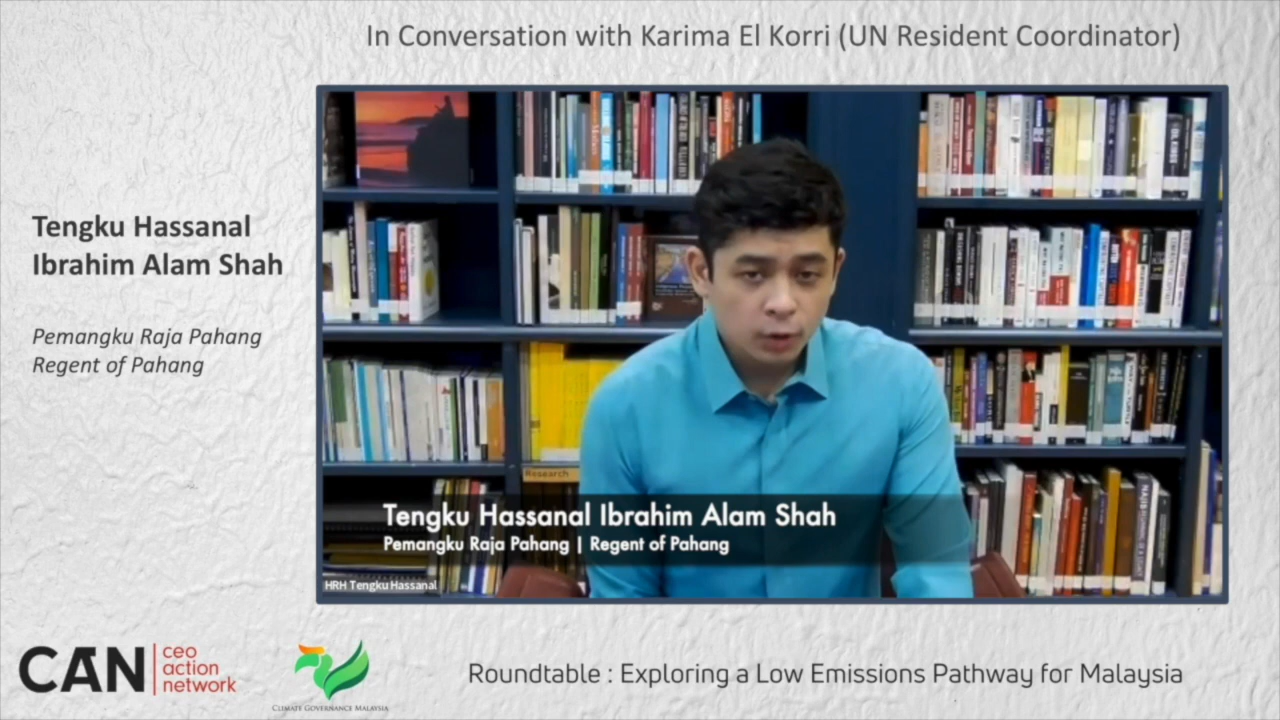 In Conversation with Karima El Korri (UN Resident Coordinator)
Tengku Hassanal
Ibrahim Alam Shah
Pemangku Raja Pahang
Regent of Pahang
Research
Tengku Hassanal Ibrahim Alam Shah
Pemangku Raja Pahang | Regent of Pahang
HRH Tengku Hassanal
CAN
ceo
action
network
CLIMATE GOVERNANCE MALAYSIA
Roundtable : Exploring a Low Emissions Pathway for Malaysia